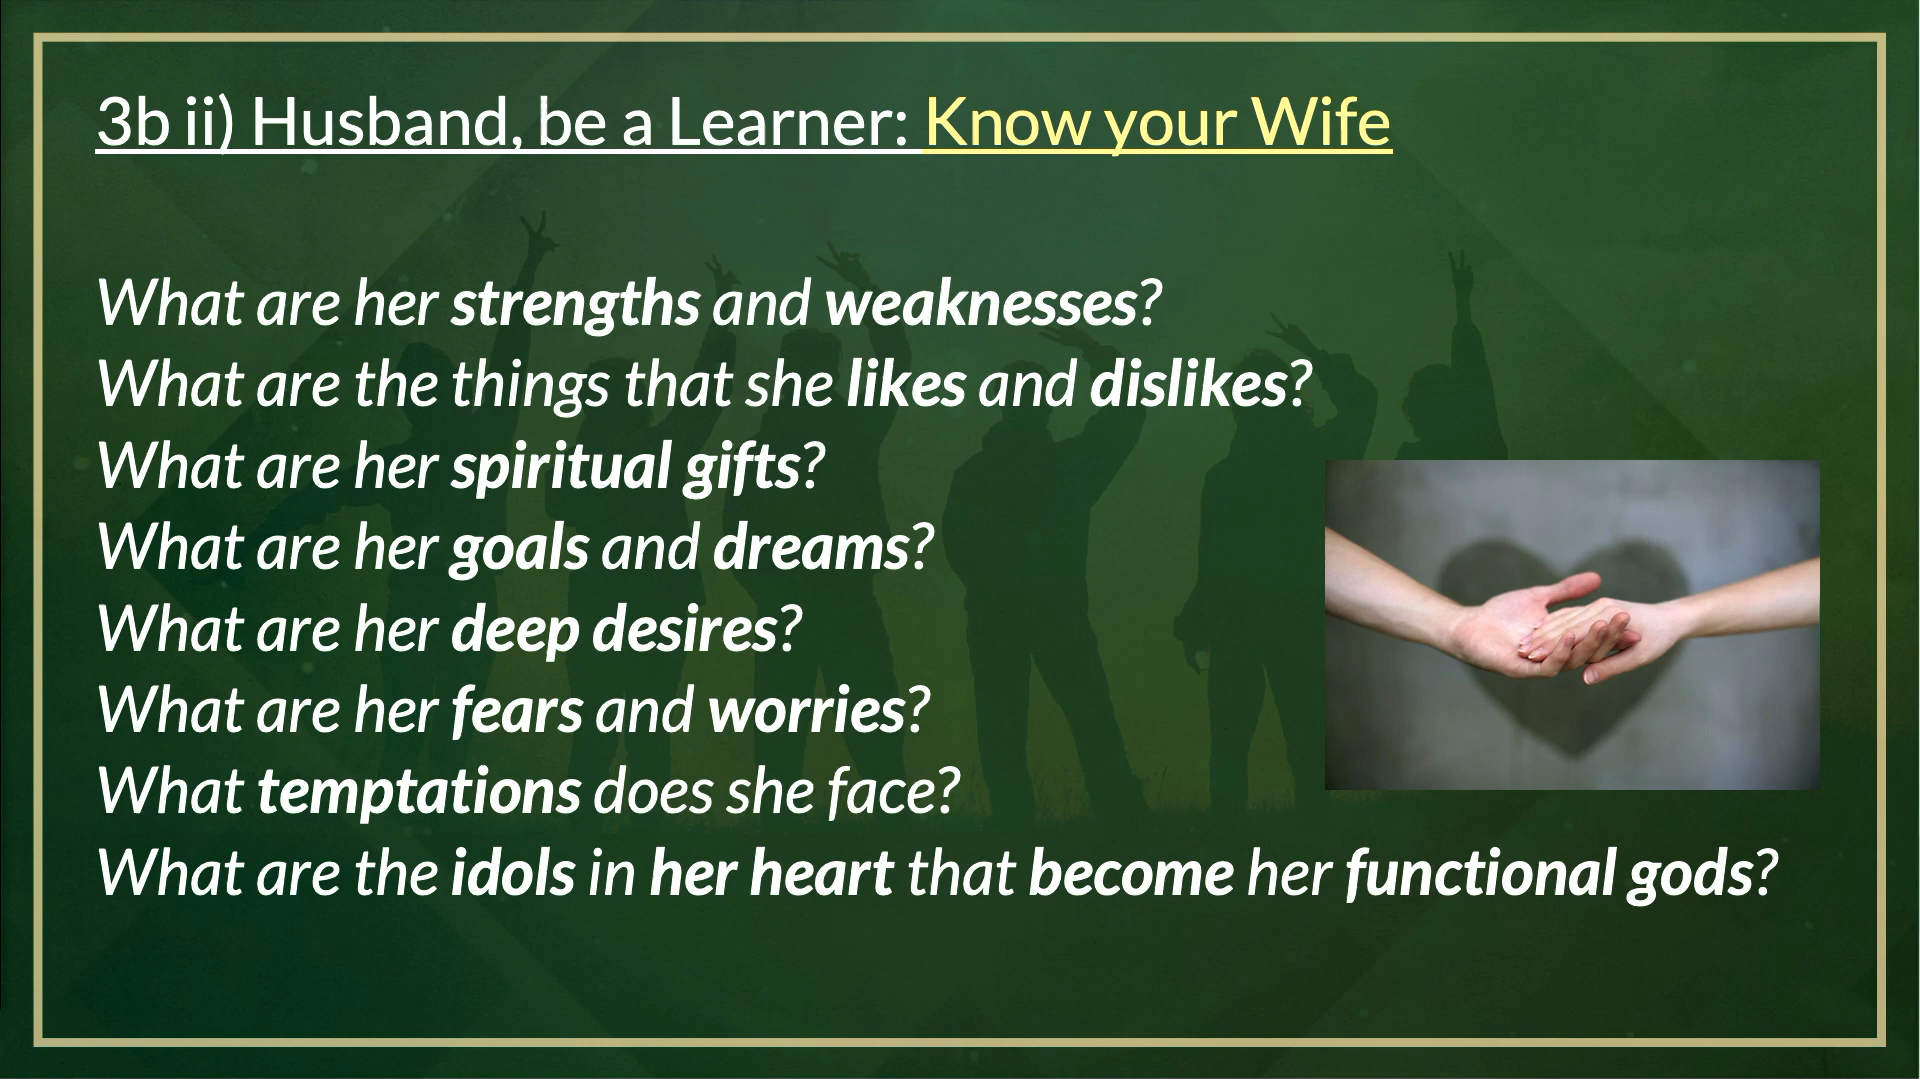 3b ii) Husband, be a Learner: Know your Wife
What are her strengths and weaknesses?
What are the things that she likes and dislikes?
What are her spiritual gifts?
What are her goals and dreams?
What are her deep desires?
What are her fears and worries?
What temptations does she face?
What are the idols in her heart that become her functional gods?